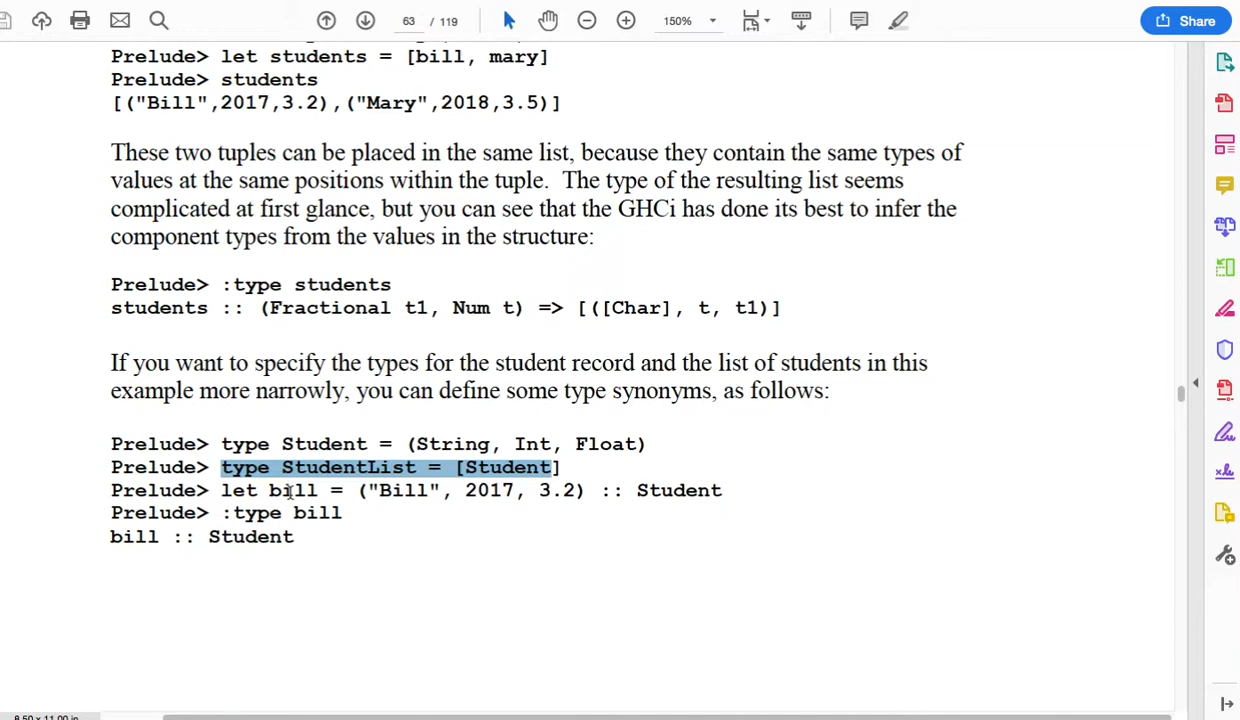 63 / 119
150%
Share
Prelude> let students = [bill, mary]
Prelude> students
[("Bill",2017,3.2),("Mary",2018,3.5)]
These two tuples can be placed in the same list, because they contain the same types of
values at the same positions within the tuple. The type of the resulting list seems
complicated at first glance, but you can see that the GHCi has done its best to infer the
component types from the values in the structure:
Prelude> :type students
students :: (Fractional t1, Num t) => [([Char], t, t1)]
If you want to specify the types for the student record and the list of students in this
example more narrowly, you can define some type synonyms, as follows:
Prelude> type Student = (String, Int, Float)
Prelude> type StudentList = [Student]
Prelude> let bill = ("Bill", 2017, 3.2) :: Student
Prelude> :type bill
bill :: Student
8.50 x 11.00 in